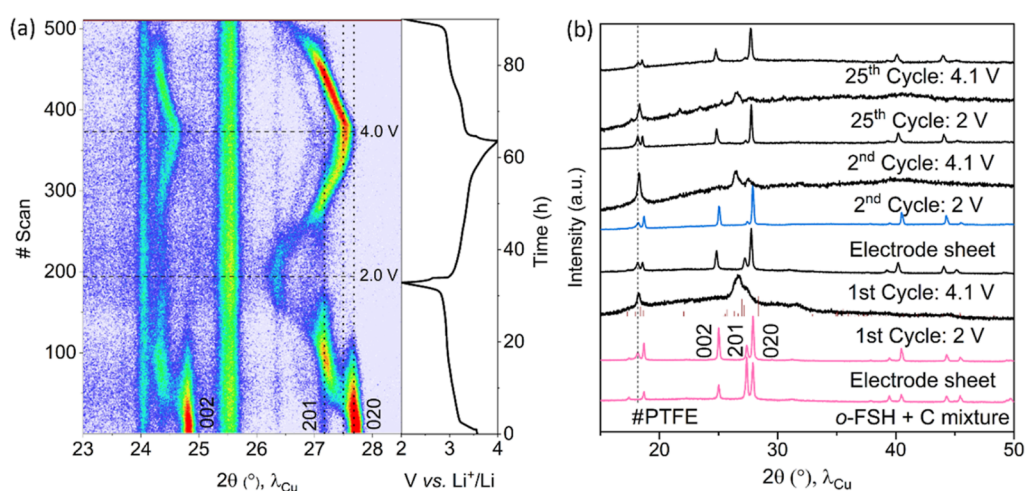 (a)
500
400
300
200
100
# Scan
4.0 V
2.0 V
002
201
020
23 24 25 26 27 28 2 3 4
2θ (°), λCu
V vs. Li+/Li
80
60
40
20
0
Time (h)
(b)
Intensity (a.u.)
25th Cycle: 4.1 V
25th Cycle: 2 V
2nd Cycle: 4.1 V
2nd Cycle: 2 V
Electrode sheet
1st Cycle: 4.1 V
1st Cycle: 2 V
002
201
020
Electrode sheet
#PTFE
o-FSH + C mixture
20 30 40 50
2θ (°), λCu